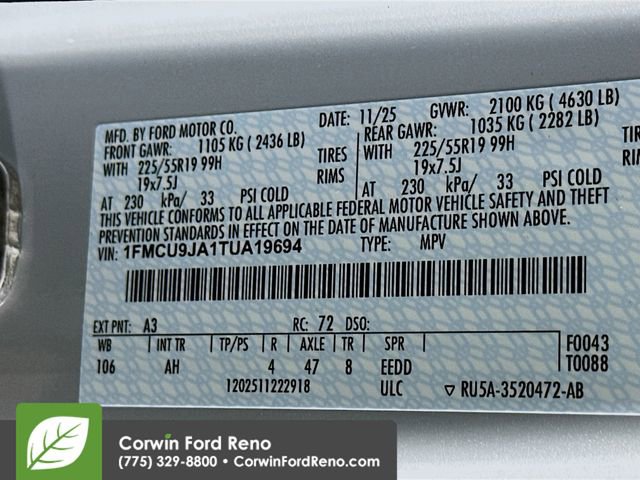 MFD. BY FORD MOTOR CO.
DATE: 11/25 GVWR: 2100 KG ( 4630 LB)
FRONT GAWR: 1105 KG ( 2436 LB)
REAR GAWR: 1035 KG ( 2282 LB)
WITH 225/55R19 99H TIRES
WITH 225/55R19 99H
19x7.5J RIMS
19x7.5J
AT 230 kPa/ 33 PSI COLD
AT 230 kPa/ 33 PSI COLD
THIS VEHICLE CONFORMS TO ALL APPLICABLE FEDERAL MOTOR VEHICLE SAFETY AND THEFT
PREVENTION STANDARDS IN EFFECT ON THE DATE OF MANUFACTURE SHOWN ABOVE.
VIN: 1FMCU9JA1TUA19694 TYPE: MPV
EXT PNT: A3 RC: 72 DSO:
WB INT TR TP/PS R AXLE TR SPR F0043
106 AH 4 47 8 EEDD T0088
1202511222918 ULC ▽ RU5A-3520472-AB
Corwin Ford Reno
(775) 329-8800 • CorwinFordReno.com